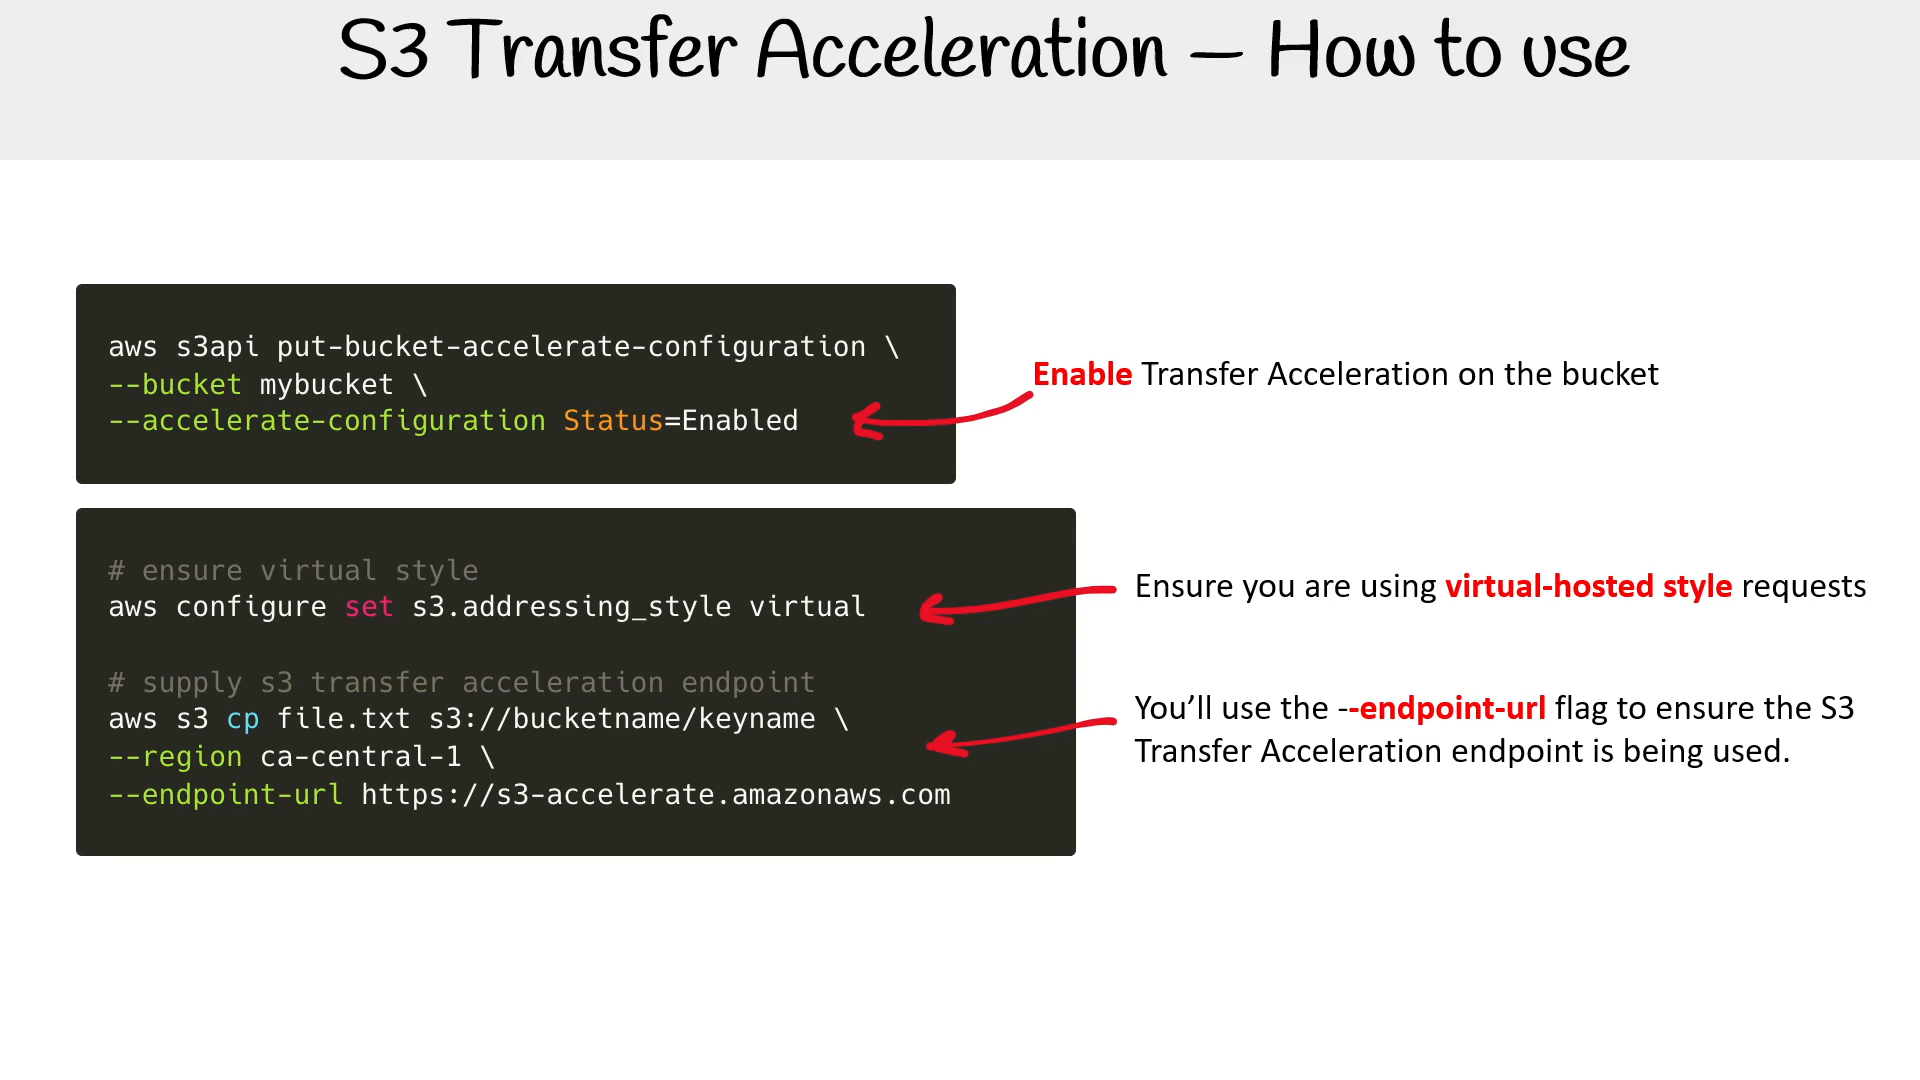 S3 Transfer Acceleration – How to use
aws s3api put-bucket-accelerate-configuration \
--bucket mybucket \
--accelerate-configuration Status=Enabled
Enable Transfer Acceleration on the bucket
# ensure virtual style
aws configure set s3.addressing_style virtual
Ensure you are using virtual-hosted style requests
# supply s3 transfer acceleration endpoint
aws s3 cp file.txt s3://bucketname/keyname \
--region ca-central-1 \
--endpoint-url https://s3-accelerate.amazonaws.com
You’ll use the --endpoint-url flag to ensure the S3
Transfer Acceleration endpoint is being used.